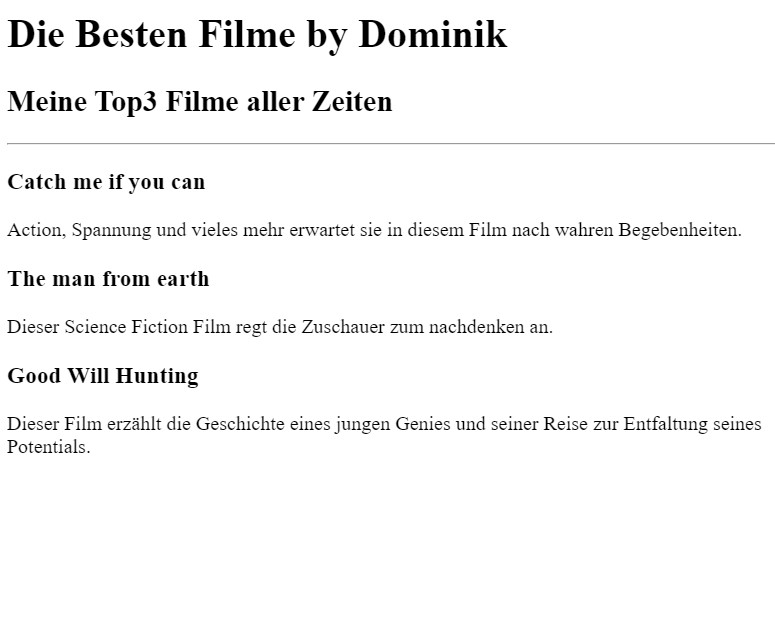 Die Besten Filme by Dominik
Meine Top3 Filme aller Zeiten
Catch me if you can
Action, Spannung und vieles mehr erwartet sie in diesem Film nach wahren Begebenheiten.
The man from earth
Dieser Science Fiction Film regt die Zuschauer zum nachdenken an.
Good Will Hunting
Dieser Film erzählt die Geschichte eines jungen Genies und seiner Reise zur Entfaltung seines
Potentials.